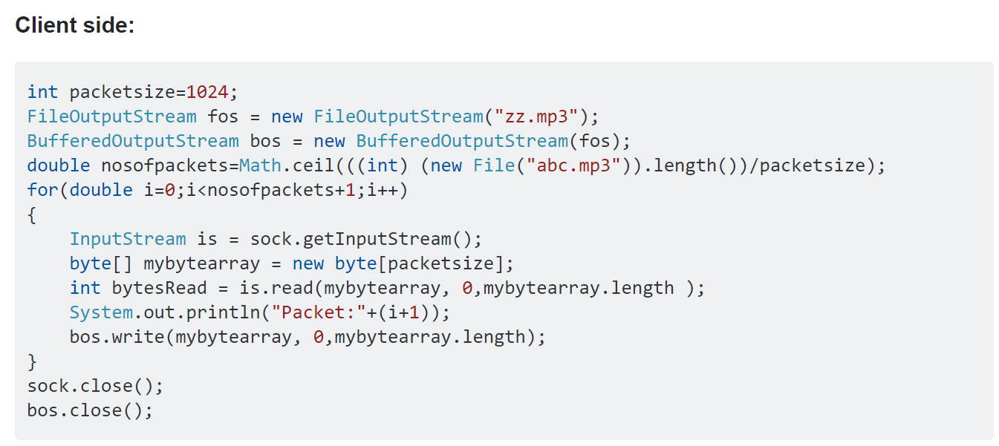 Client side:
int packetsize=1024;
FileOutputStream fos = new FileOutputStream("zz.mp3");
BufferedOutputStream bos = new BufferedOutputStream(fos);
double nosofpackets=Math.ceil(((int) (new File("abc.mp3")).length())/packetsize);
for(double i=0;i<nosofpackets+1;i++)
{
    InputStream is = sock.getInputStream();
    byte[] mybytearray = new byte[packetsize];
    int bytesRead = is.read(mybytearray, 0,mybytearray.length );
    System.out.println("Packet:"+(i+1));
    bos.write(mybytearray, 0,mybytearray.length);
}
sock.close();
bos.close();